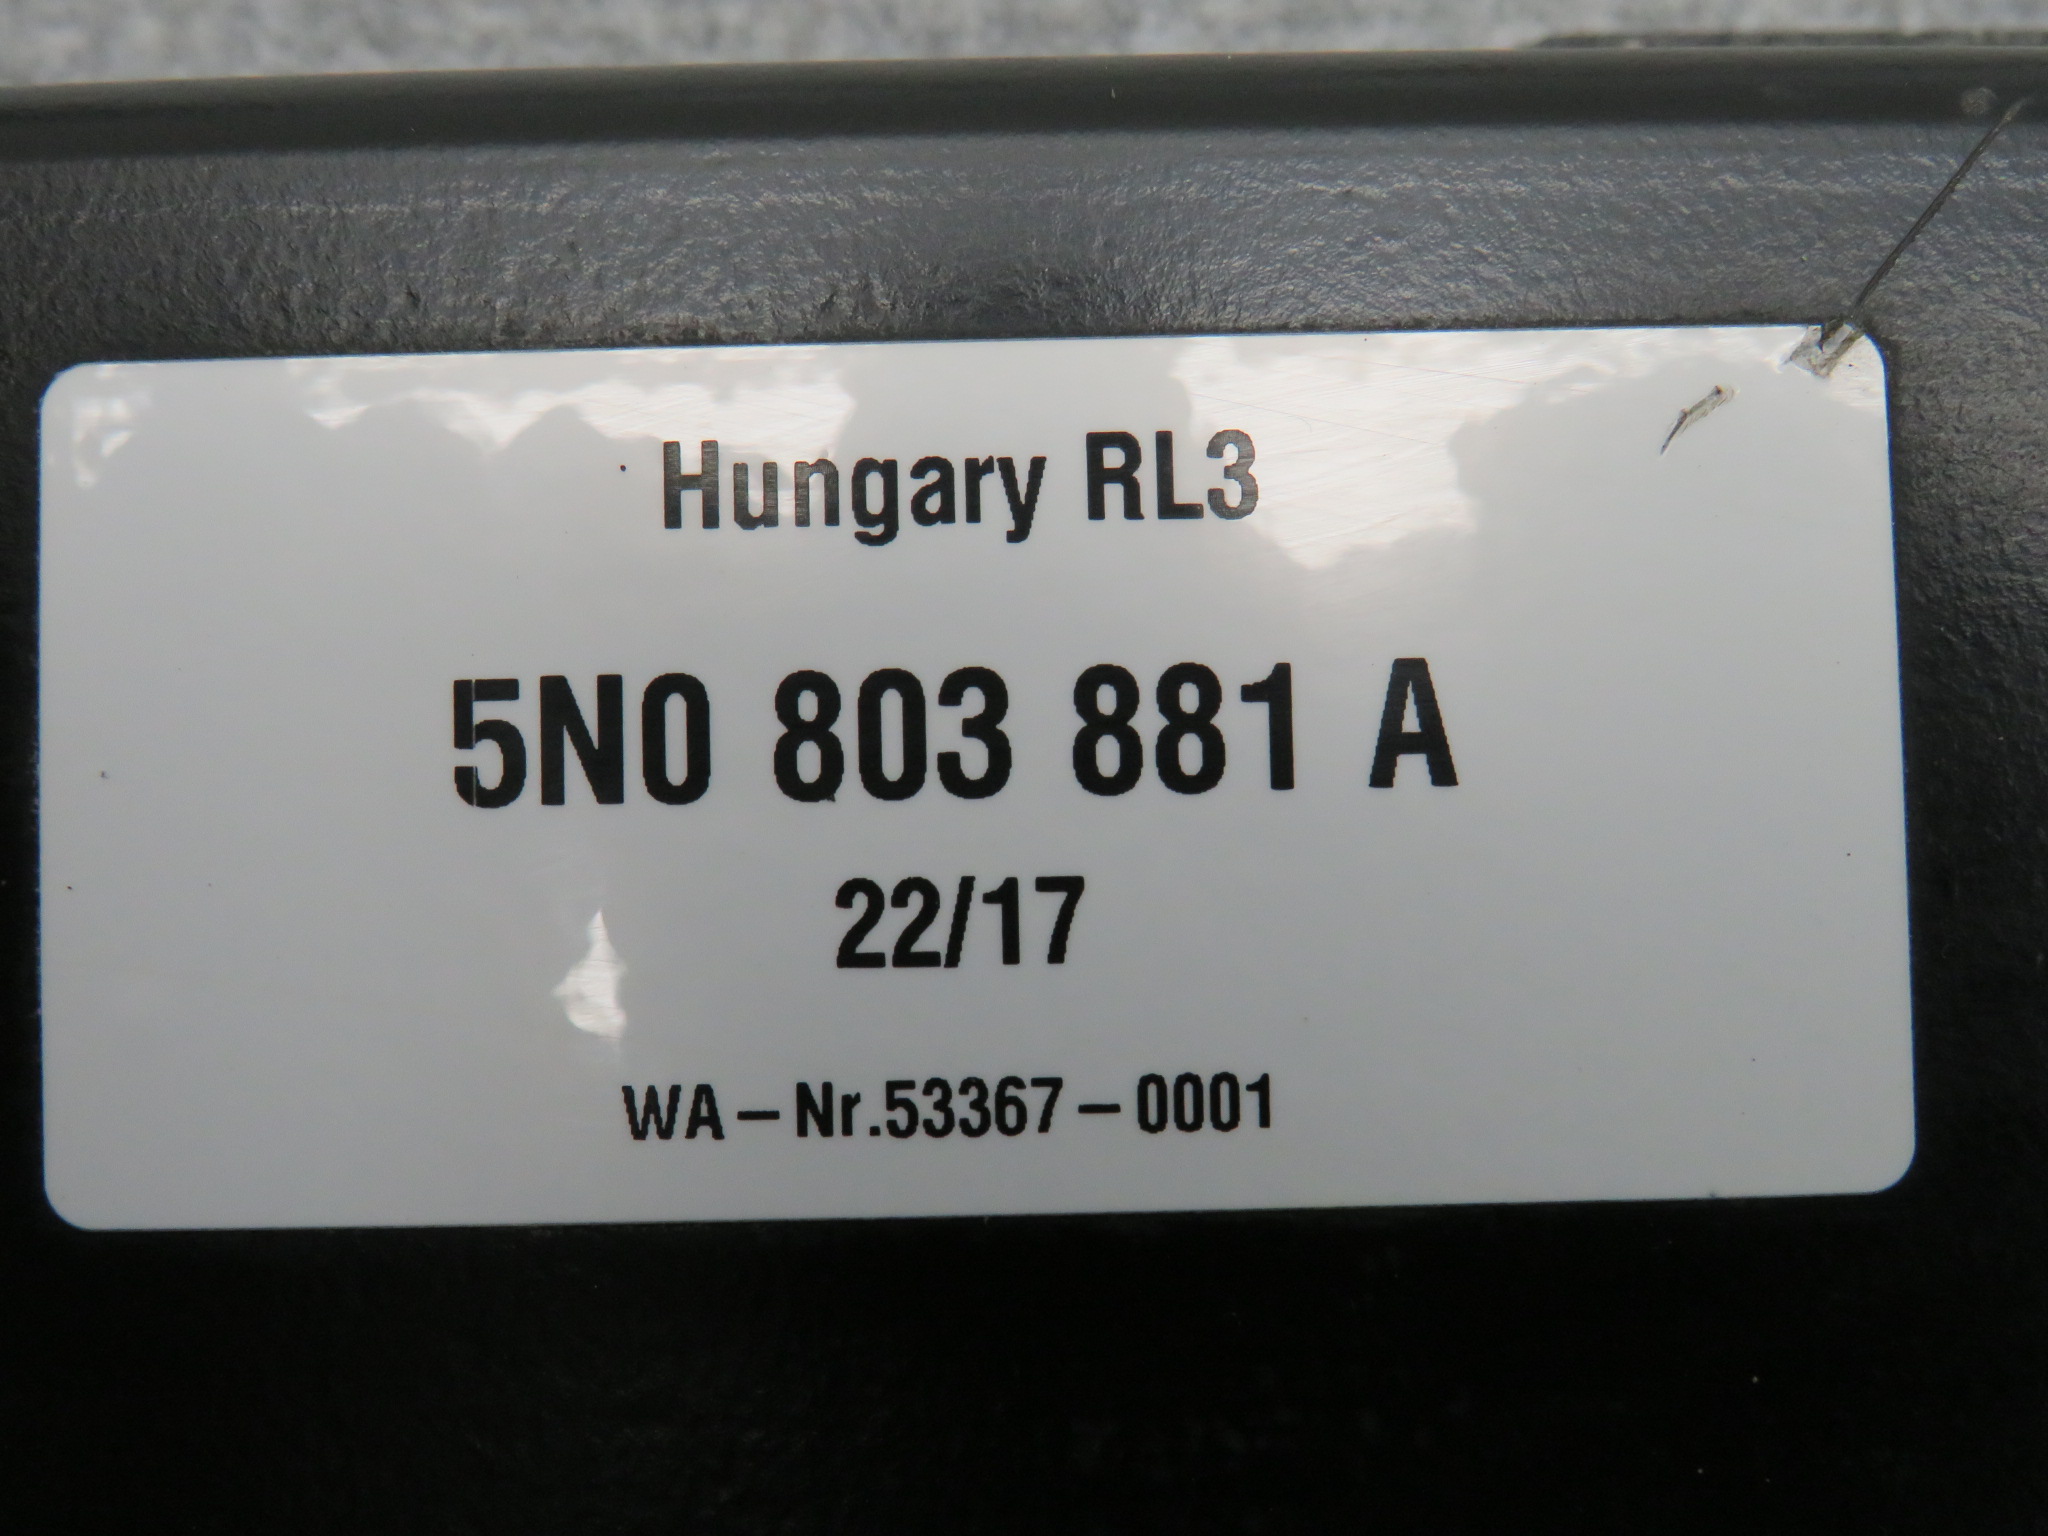 Hungary RL3
5N0 803 881 A
22/17
WA-Nr.53367-0001